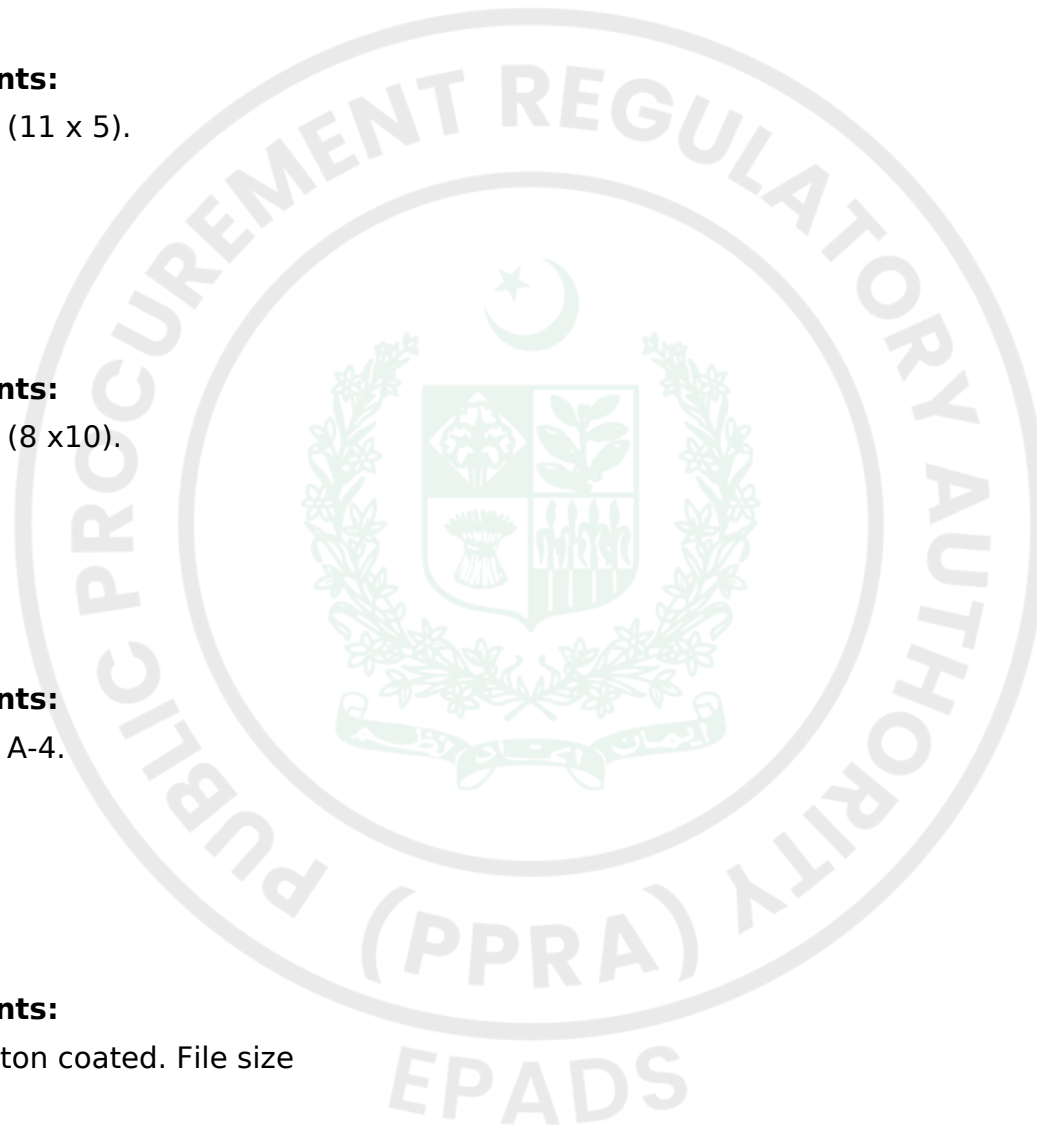 nts:
(11 x 5).
nts:
(8 x10).
nts:
A-4.
nts:
ton coated. File size
PUBLIC PROCUREMENT REGULATORY AUTHORITY
(PPRA)
EPADS